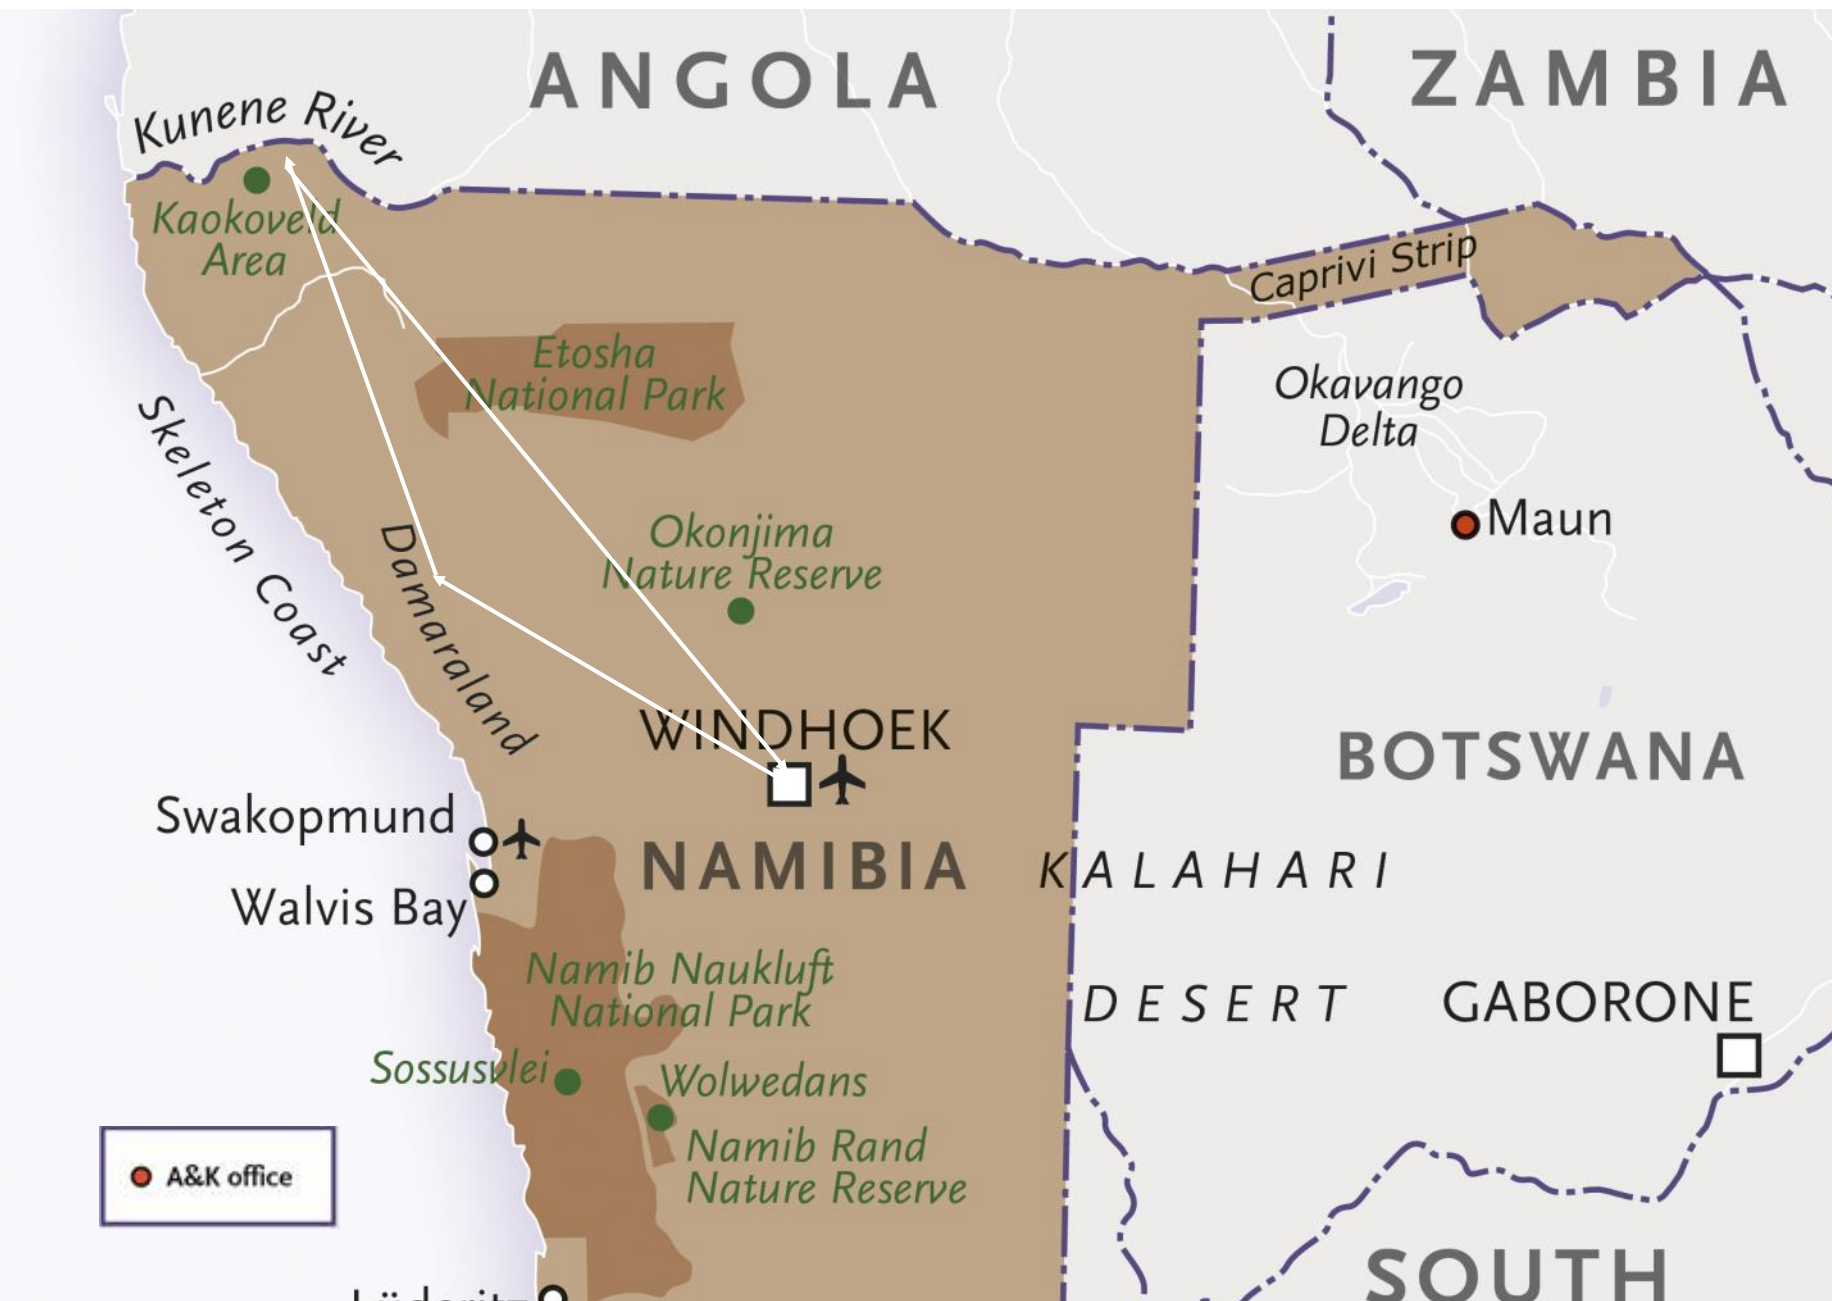 ANGOLA
ZAMBIA
Kunene River
Kaokoveld
Area
Caprivi Strip
Etosha
National Park
Okavango
Delta
Skeleton Coast
Maun
Okonjima
Nature Reserve
Damaraland
WINDHOEK
BOTSWANA
Swakopmund
NAMIBIA
KALAHARI
Walvis Bay
Namib Naukluft
National Park
DESERT
GABORONE
Sossusvlei
Wolwedans
Namib Rand
Nature Reserve
A&K office
SOUTH